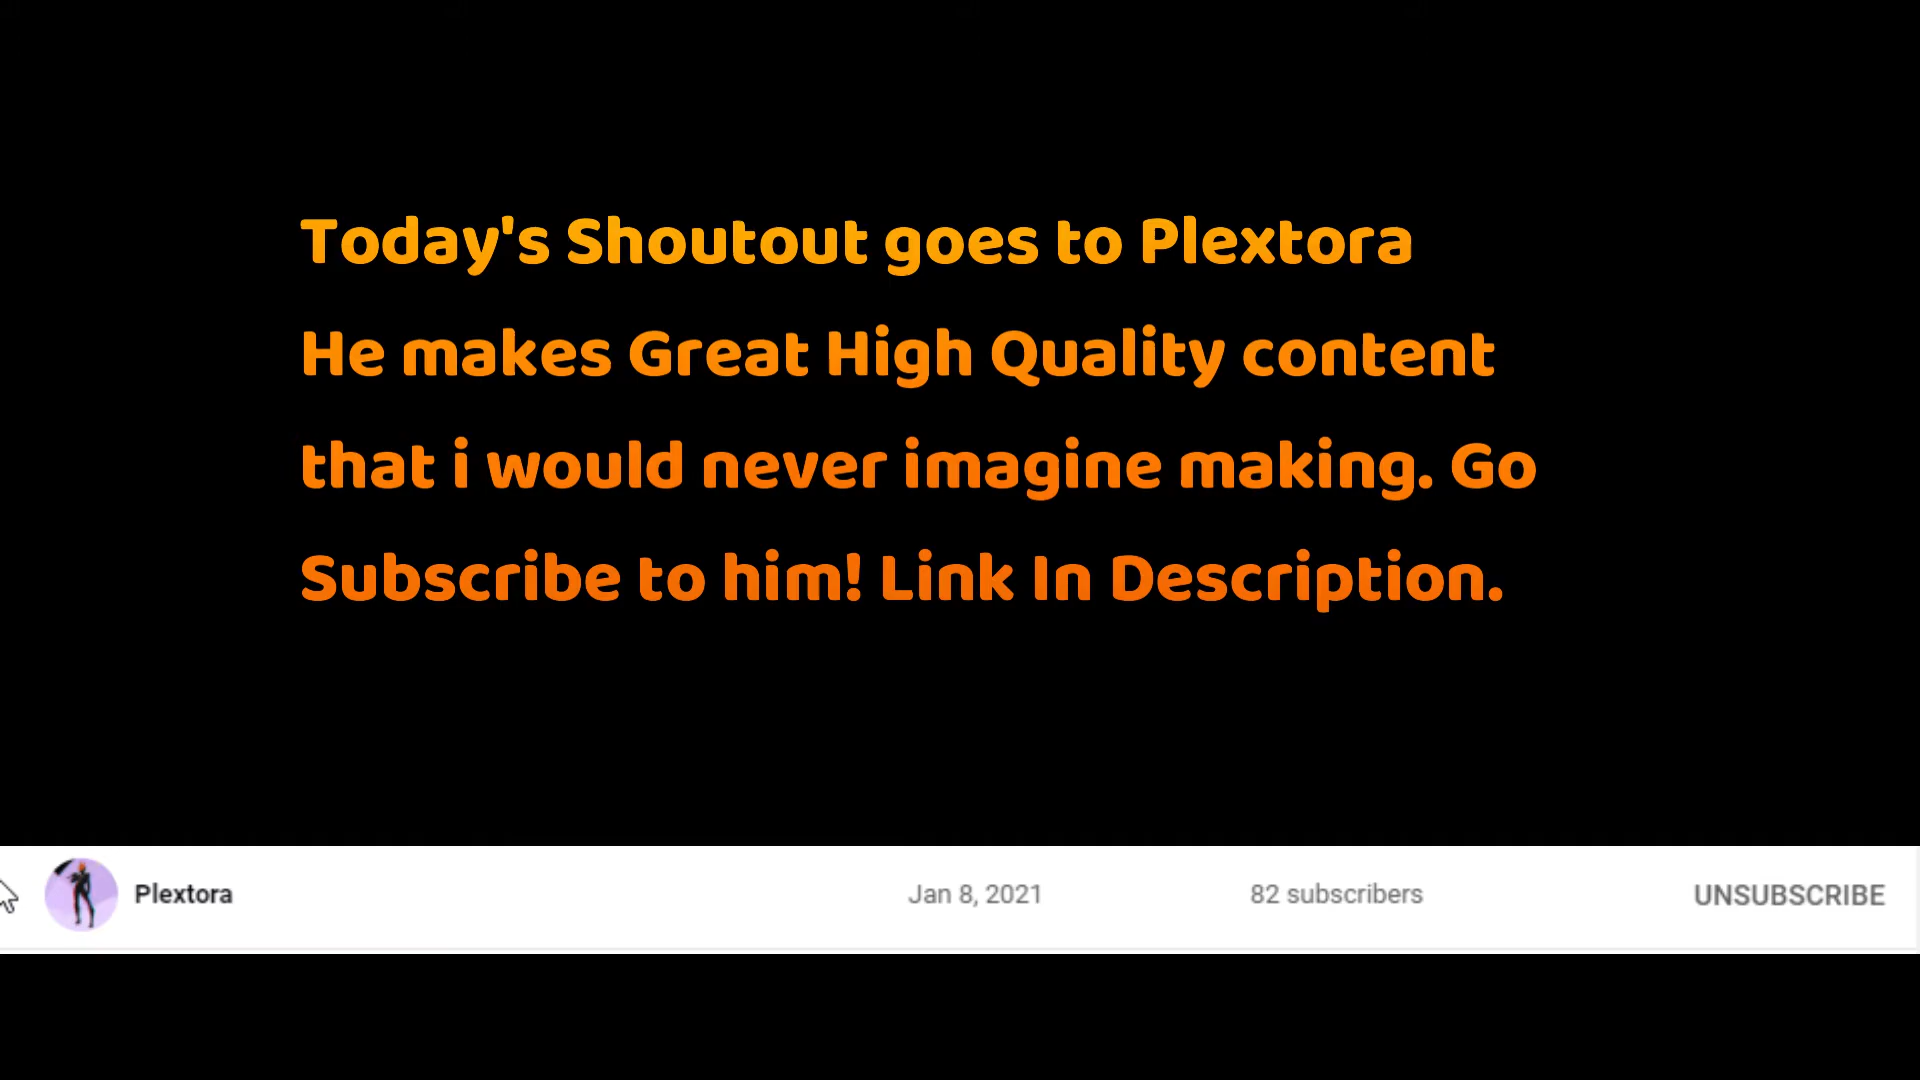 Today's Shoutout goes to Plextora
He makes Great High Quality content
that i would never imagine making. Go
Subscribe to him! Link In Description.
Plextora Jan 8, 2021 82 subscribers UNSUBSCRIBE